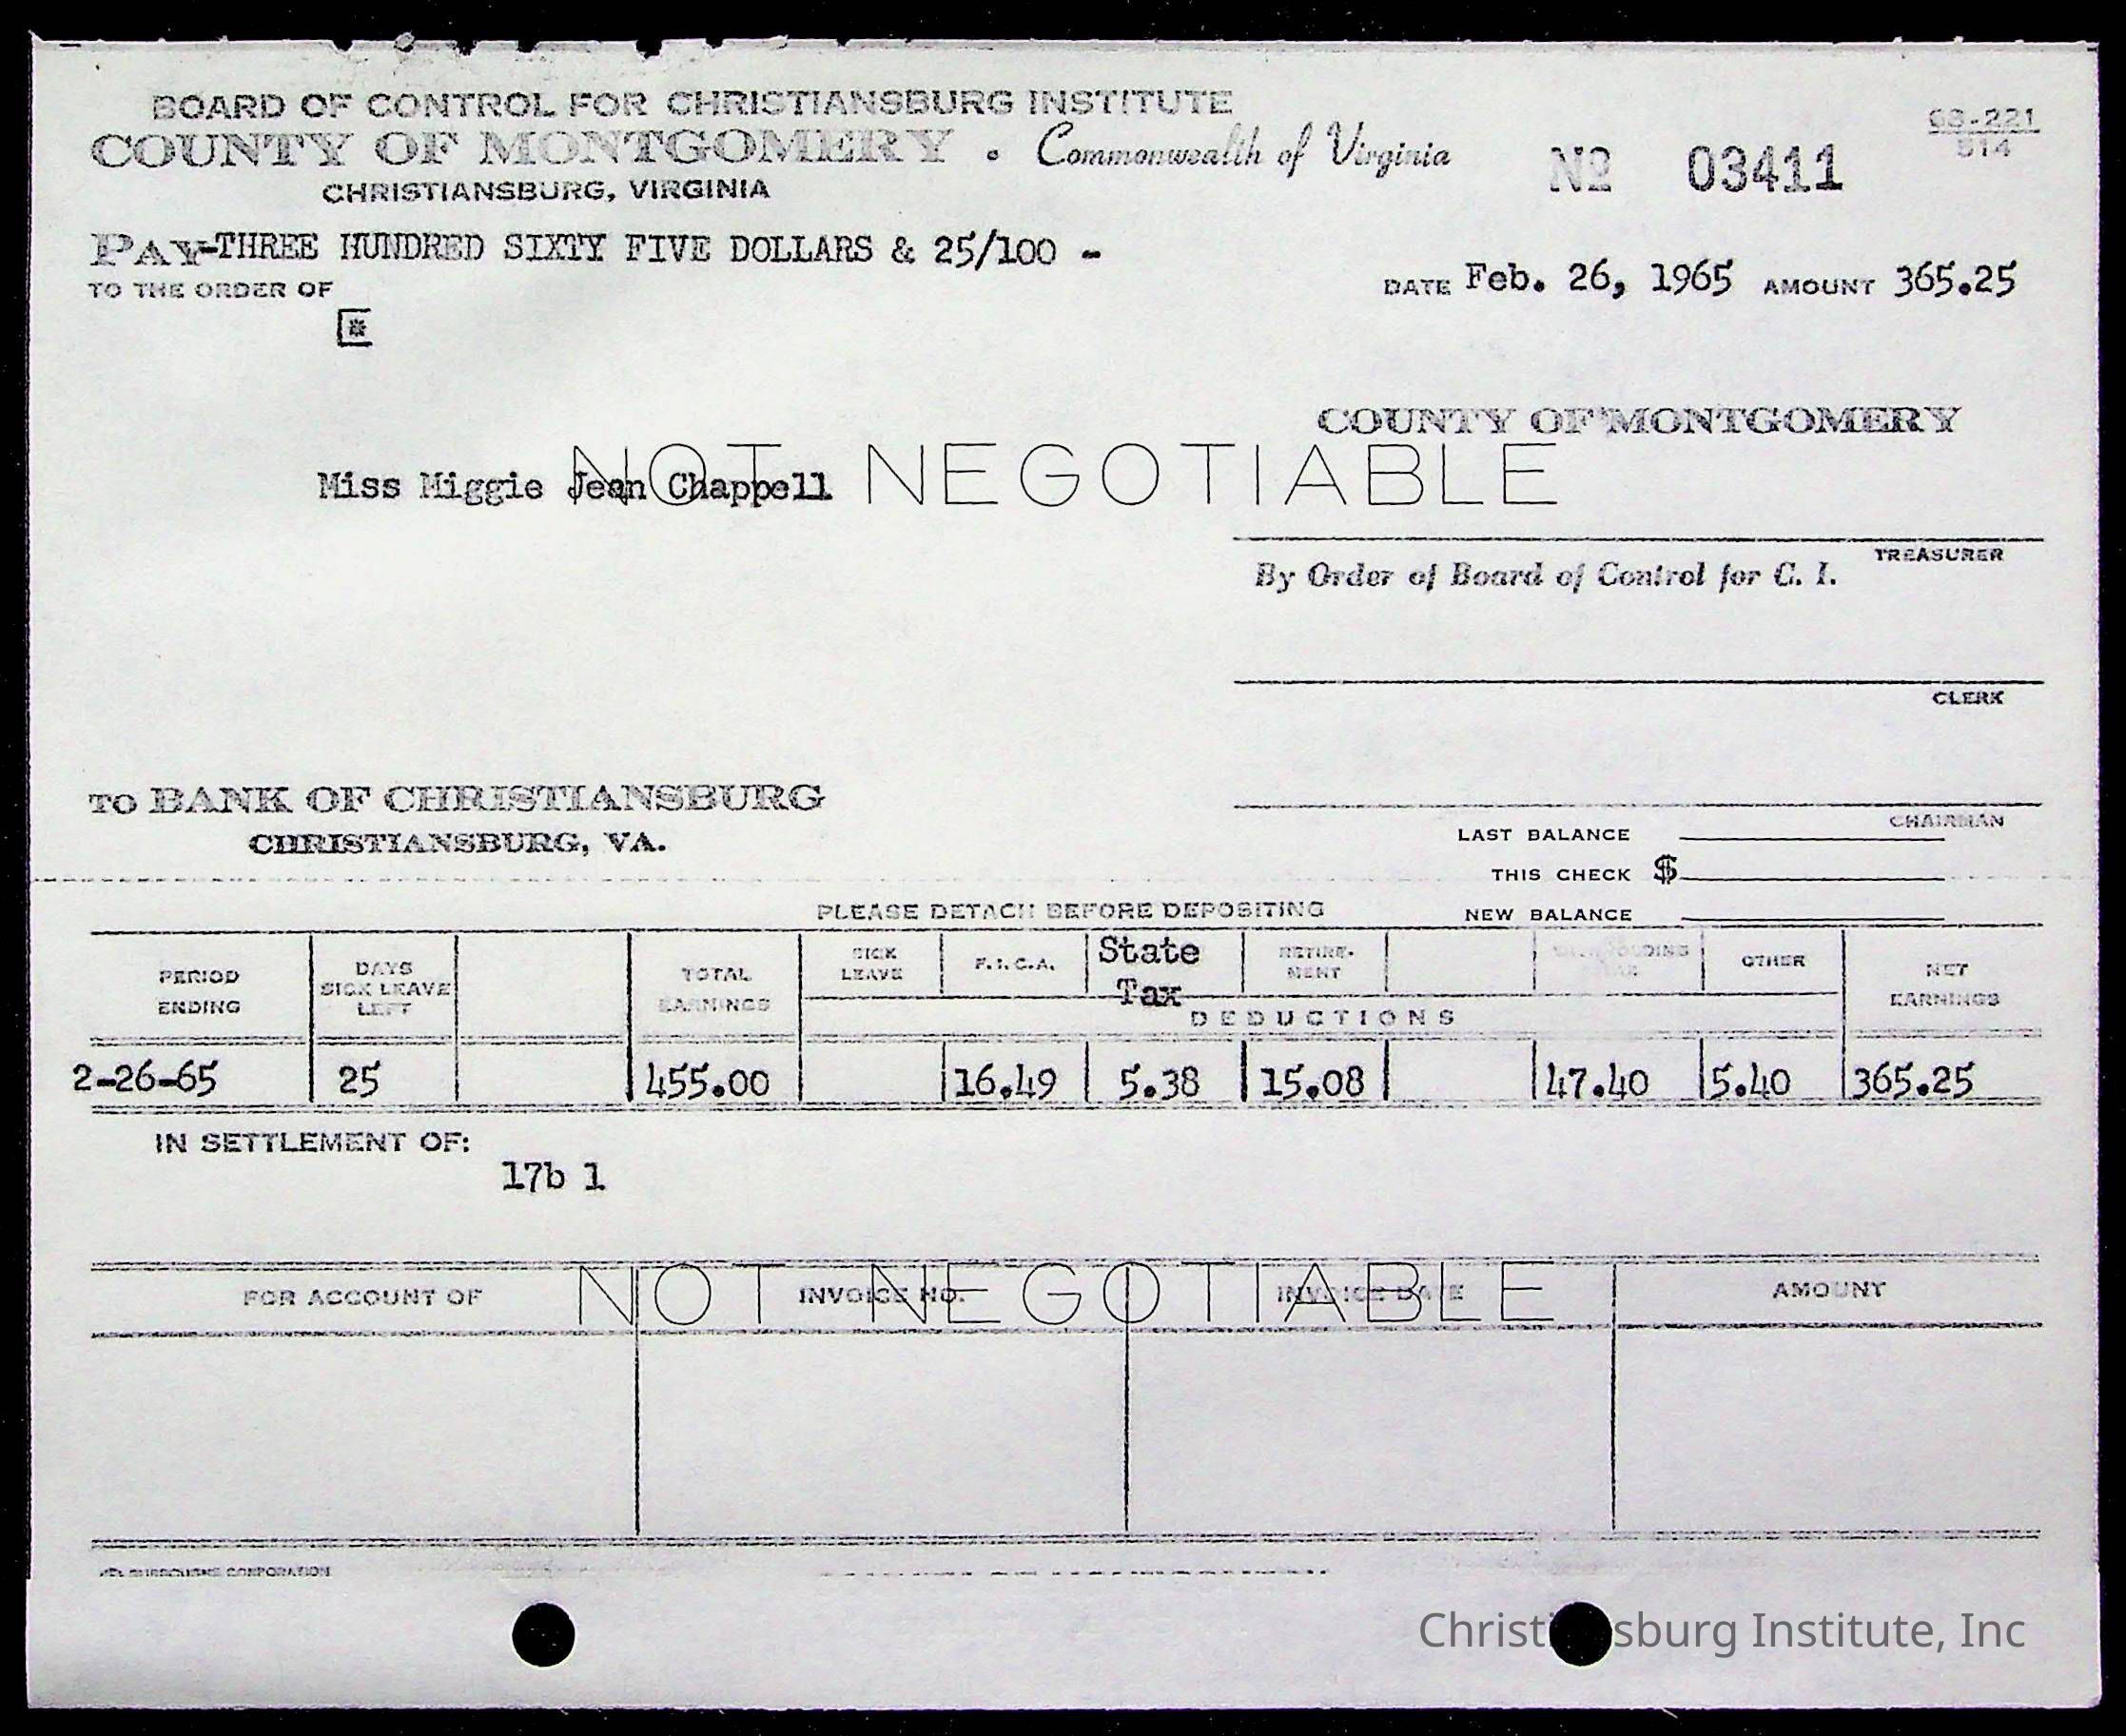 BOARD OF CONTROL FOR CHRISTIANSBURG INSTITUTE
COUNTY OF MONTGOMERY . Commonwealth of Virginia
CHRISTIANSBURG, VIRGINIA
No 03411
PAY-THREE HUNDRED SIXTY FIVE DOLLARS & 25/100 -
TO THE ORDER OF
DATE Feb. 26, 1965 AMOUNT 365.25
COUNTY OF MONTGOMERY
NOT NEGOTIABLE
Miss Miggie Jean Chappell
TREASURER
By Order of Board of Control for C. I.
CLERK
TO BANK OF CHRISTIANSBURG
CHRISTIANSBURG, VA.
CHAIRMAN
LAST BALANCE
THIS CHECK $
NEW BALANCE
PLEASE DETACH BEFORE DEPOSITING
PERIOD ENDING DAYS SICK LEAVE LEFT TOTAL EARNINGS SICK LEAVE F.I.C.A. State Tax RETIRE-MENT OTHER NET EARNINGS
DEDUCTIONS
2-26-65 25 455.00 16.49 5.38 15.08 47.40 5.40 365.25
IN SETTLEMENT OF:
17b 1
NOT NEGOTIABLE
FOR ACCOUNT OF INVOICE NO. INVOICE DATE AMOUNT
CORPORATION
Christiansburg Institute, Inc